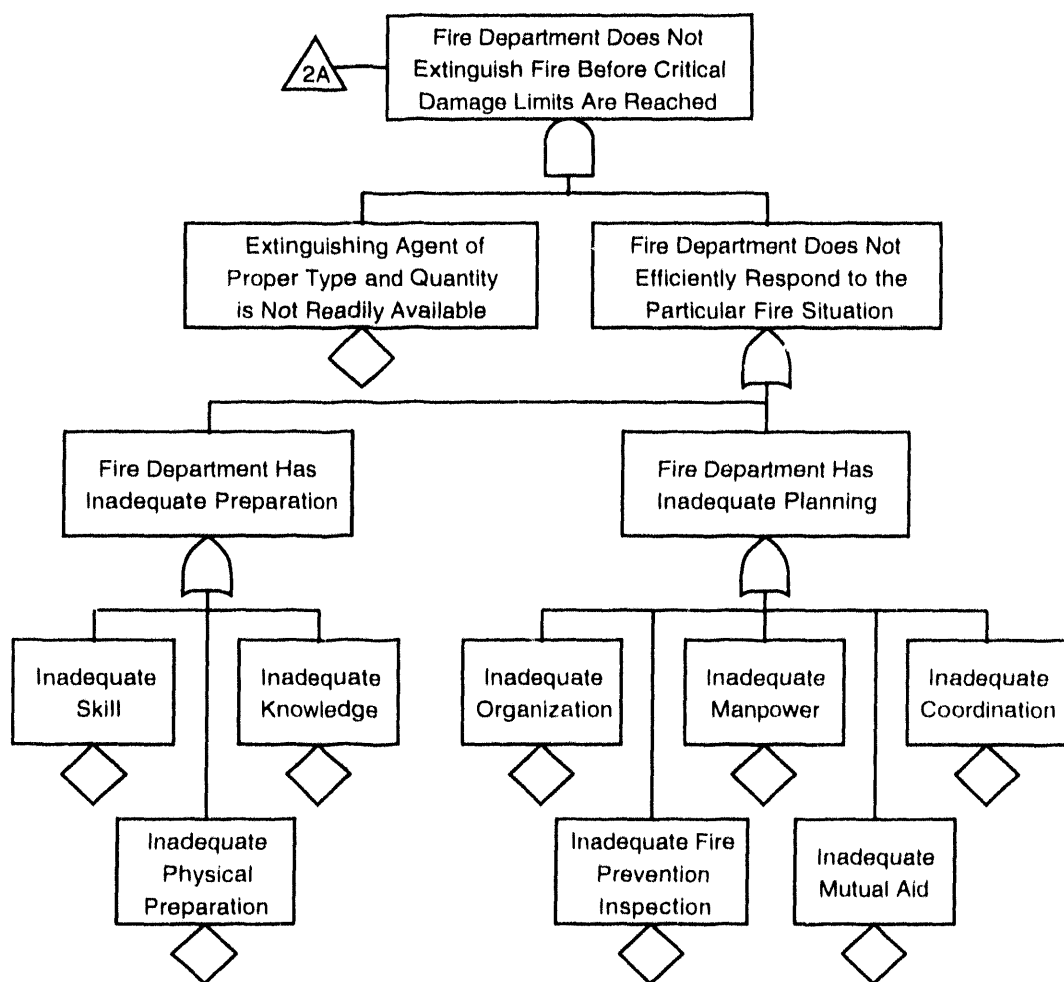 2A
Fire Department Does Not
Extinguish Fire Before Critical
Damage Limits Are Reached
Extinguishing Agent of
Proper Type and Quantity
is Not Readily Available
Fire Department Does Not
Efficiently Respond to the
Particular Fire Situation
Fire Department Has
Inadequate Preparation
Fire Department Has
Inadequate Planning
Inadequate
Skill
Inadequate
Knowledge
Inadequate
Organization
Inadequate
Manpower
Inadequate
Coordination
Inadequate
Physical
Preparation
Inadequate Fire
Prevention
Inspection
Inadequate
Mutual Aid